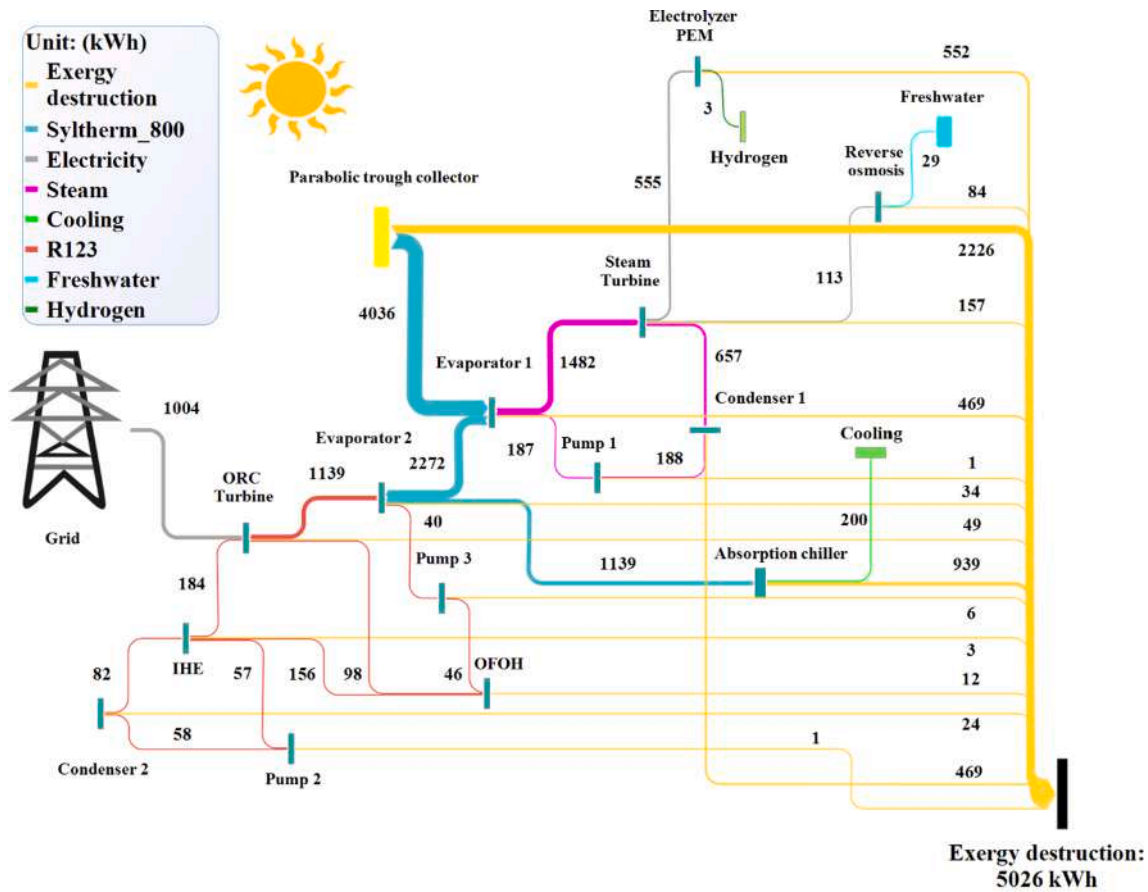 Unit: (kWh)
Exergy
destruction
Syltherm_800
Electricity
Steam
Cooling
R123
Freshwater
Hydrogen
Electrolyzer
PEM
552
3
Hydrogen
Freshwater
29
Reverse
osmosis
84
555
Parabolic trough collector
2226
Steam
Turbine
113
157
4036
Evaporator 1
1482
657
Condenser 1
469
1004
Evaporator 2
2272
187
Pump 1
188
Cooling
1
ORC
Turbine
1139
34
40
200
49
Grid
Pump 3
1139
Absorption chiller
939
184
6
82
IHE
57
156
98
46
OFOH
3
12
58
24
Condenser 2
Pump 2
1
469
Exergy destruction:
5026 kWh